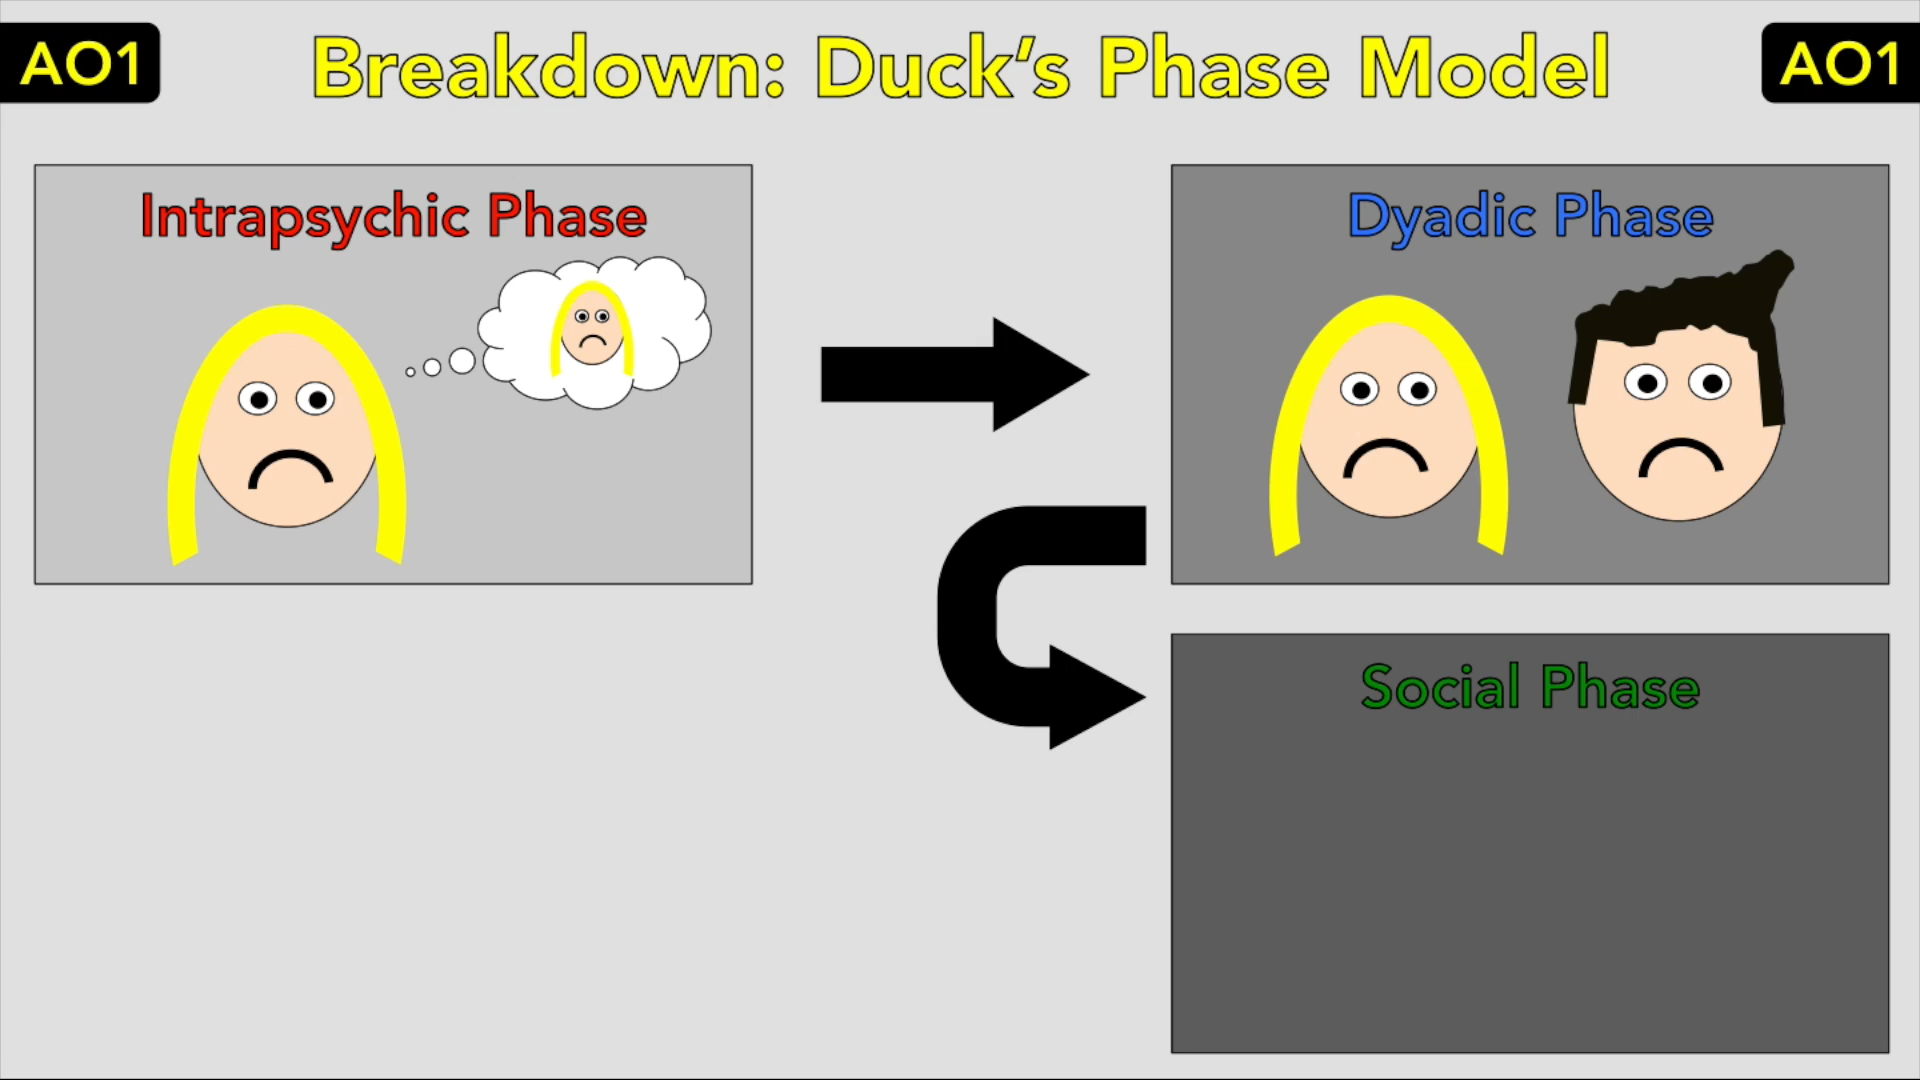 AO1
Breakdown: Duck‘s Phase Model
AO1
Intrapsychic Phase
Dyadic Phase
Social Phase